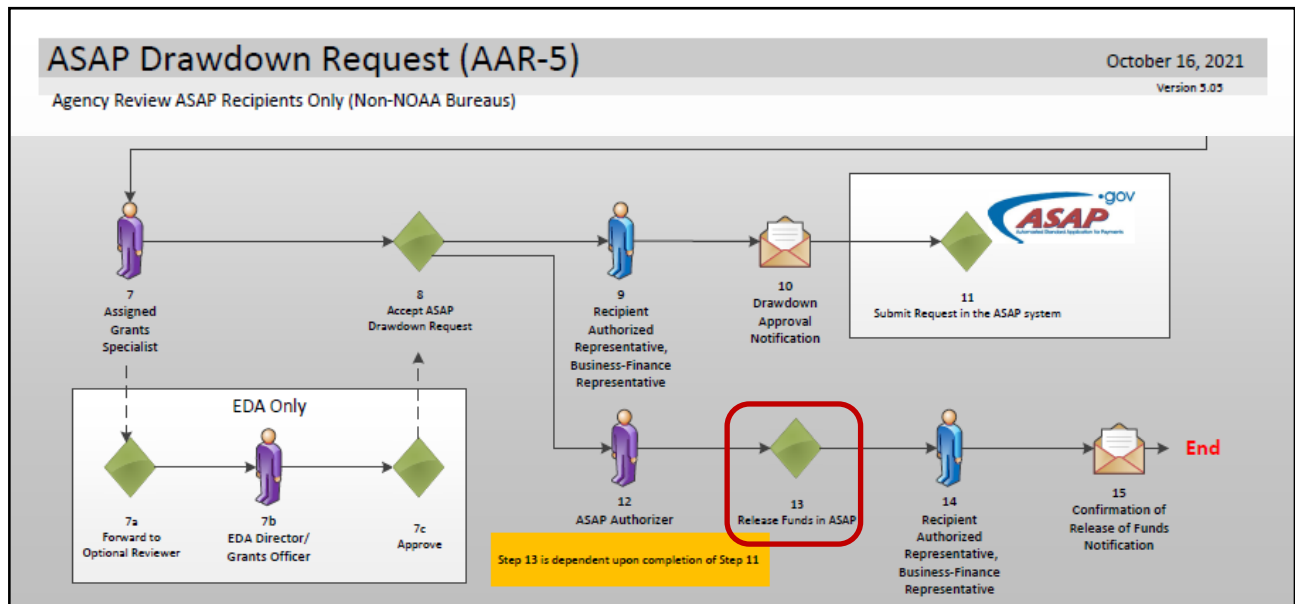 ASAP Drawdown Request (AAR-5)
October 16, 2021
Version 5.05
Agency Review ASAP Recipients Only (Non-NOAA Bureaus)
.gov
ASAP
Automated Standard Application for Payments
7
Assigned
Grants
Specialist
8
Accept ASAP
Drawdown Request
9
Recipient
Authorized
Representative,
Business-Finance
Representative
10
Drawdown
Approval
Notification
11
Submit Request in the ASAP system
EDA Only
7a
Forward to
Optional Reviewer
7b
EDA Director/
Grants Officer
7c
Approve
12
ASAP Authorizer
13
Release Funds in ASAP
14
Recipient
Authorized
Representative,
Business-Finance
Representative
15
Confirmation of
Release of Funds
Notification
End
Step 13 is dependent upon completion of Step 11